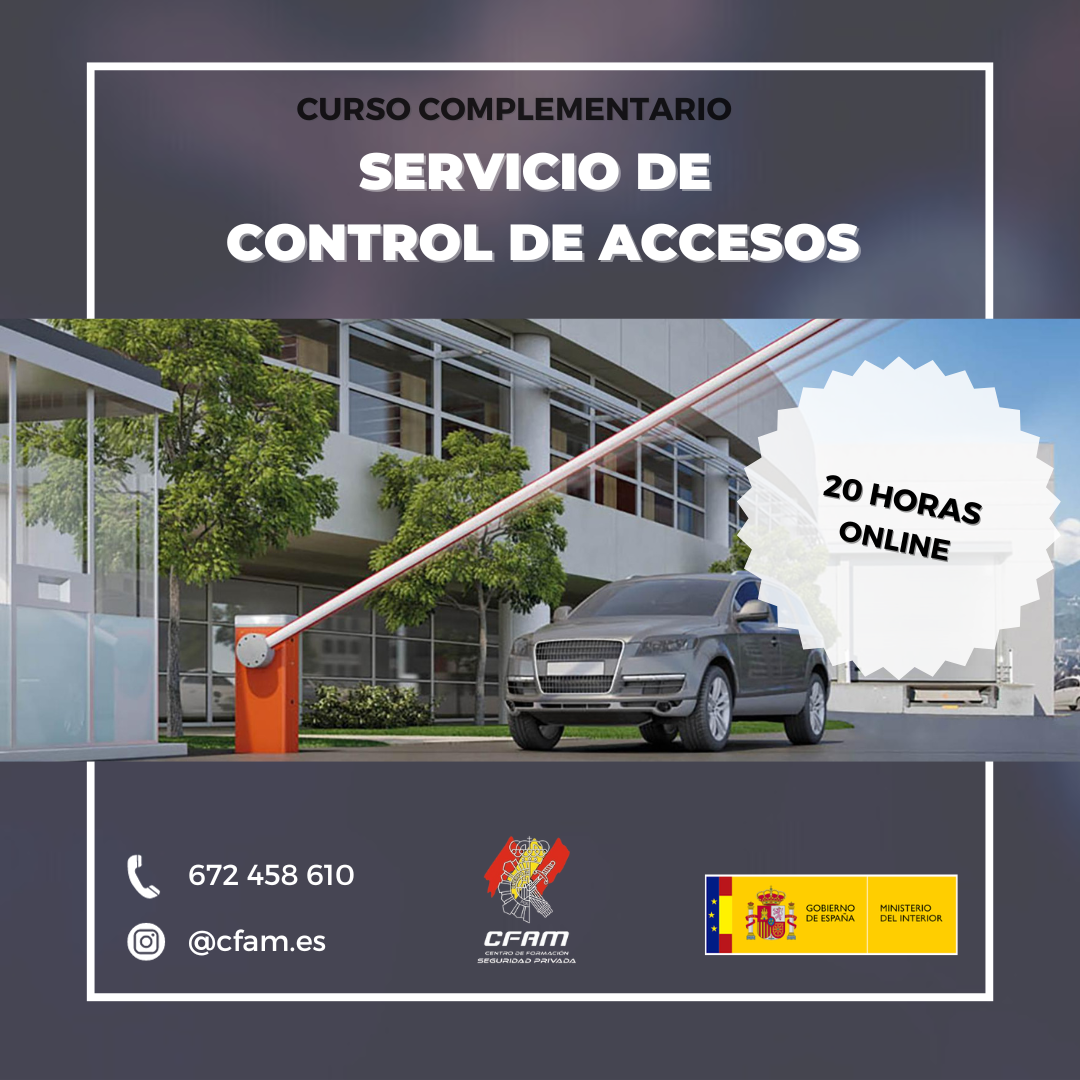 CURSO COMPLEMENTARIO
SERVICIO DE
CONTROL DE ACCESOS
20 HORAS
ONLINE
672 458 610
@cfam.es
CFAM
CENTRO DE FORMACIÓN
SEGURIDAD PRIVADA
GOBIERNO
DE ESPAÑA
MINISTERIO
DEL INTERIOR